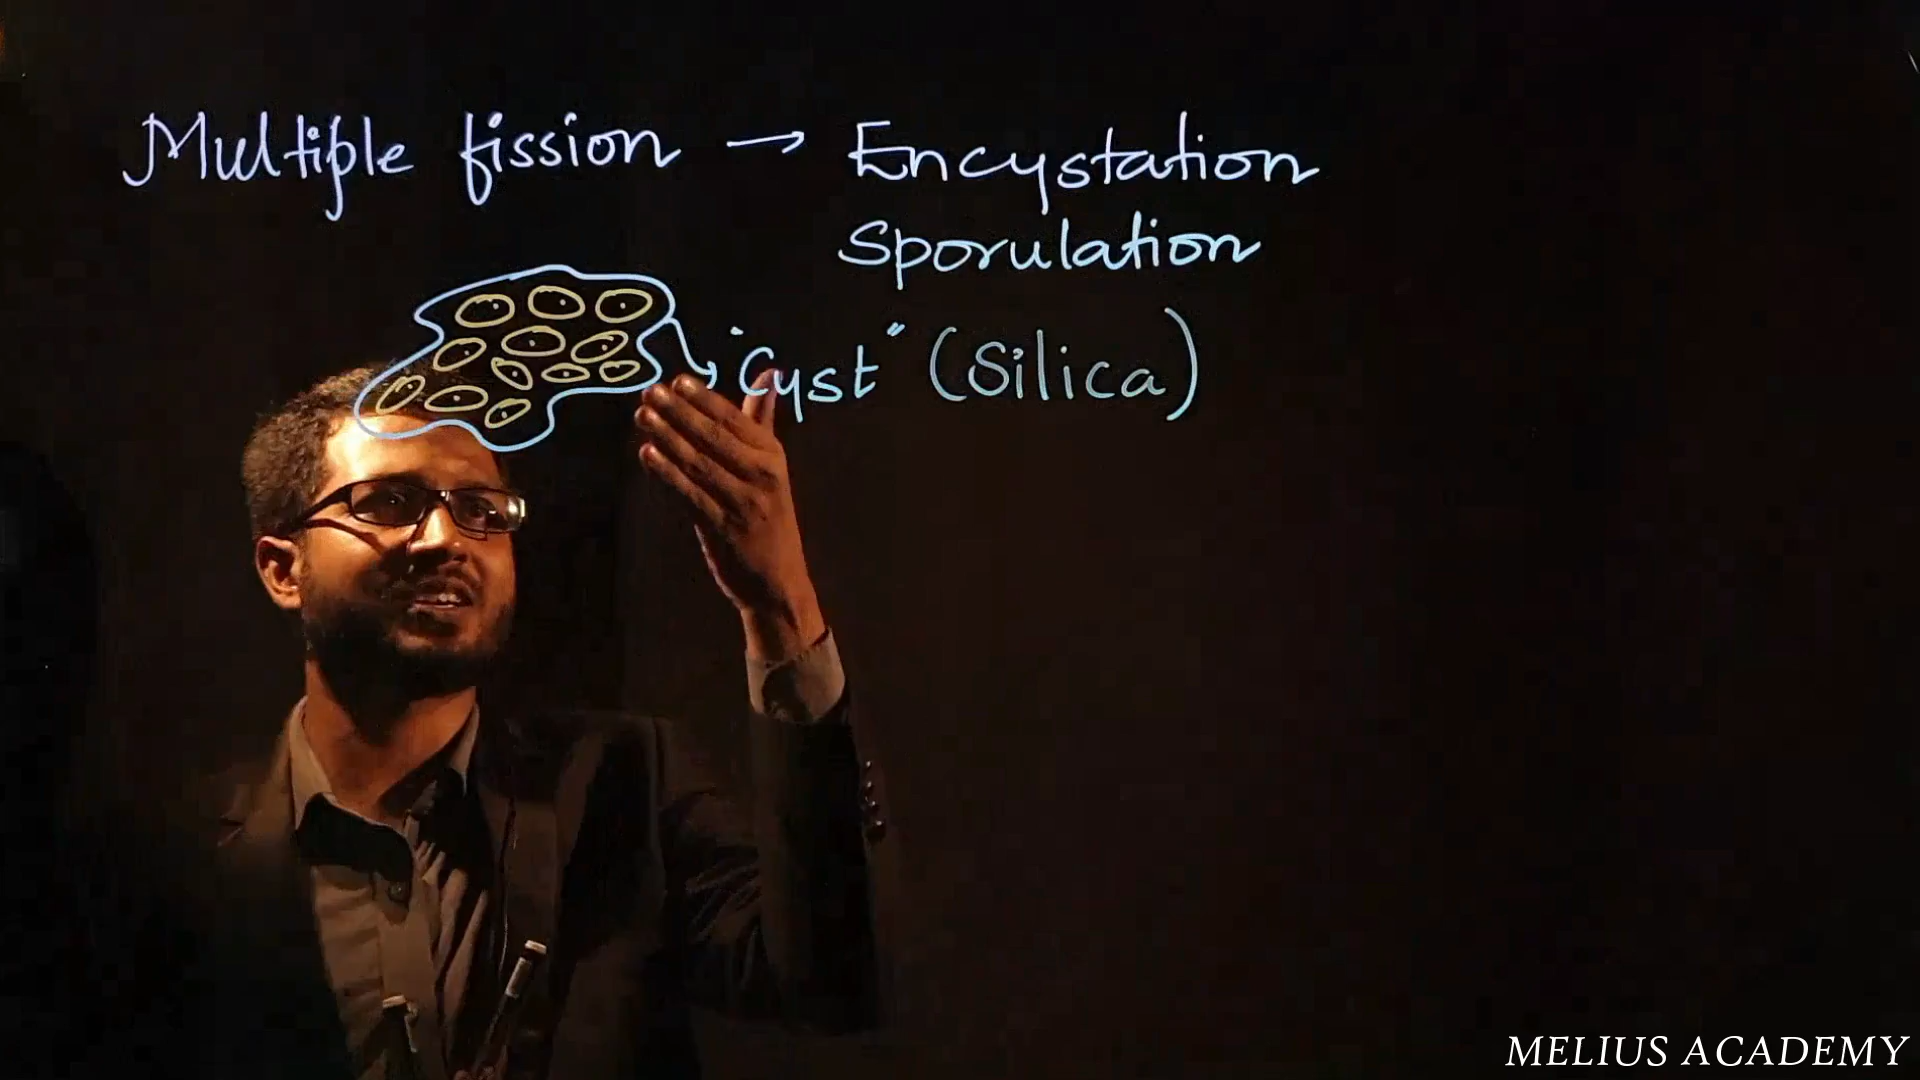 Multiple fission → Encystation
Sporulation
"Cyst" (Silica)
MELIUS ACADEMY